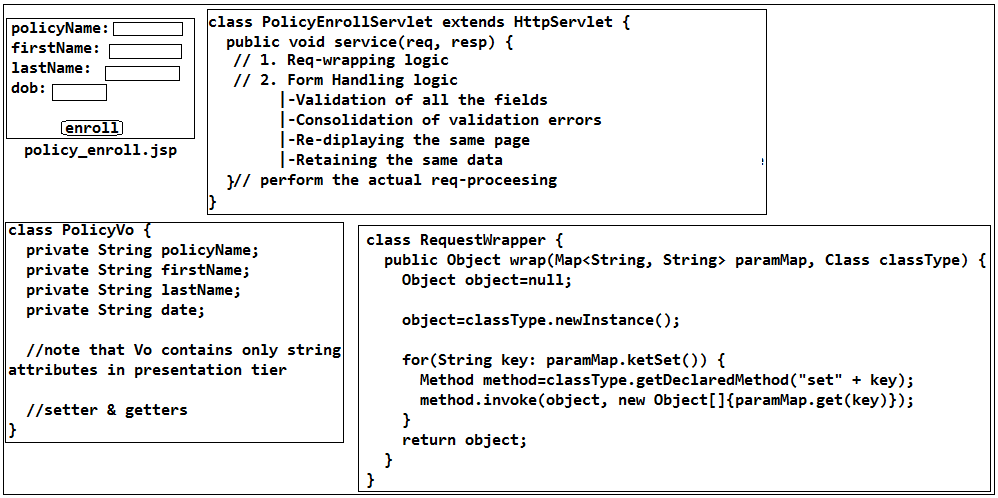 policyName:
firstName:
lastName:
dob:
enroll
policy_enroll.jsp
class PolicyEnrollServlet extends HttpServlet {
public void service(req, resp) {
// 1. Req-wrapping logic
// 2. Form Handling logic
|-Validation of all the fields
|-Consolidation of validation errors
|-Re-diplaying the same page
|-Retaining the same data
}// perform the actual req-proceesing
}
class PolicyVo {
private String policyName;
private String firstName;
private String lastName;
private String date;
//note that Vo contains only string
attributes in presentation tier
//setter & getters
}
class RequestWrapper {
public Object wrap(Map<String, String> paramMap, Class classType) {
Object object=null;
object=classType.newInstance();
for(String key: paramMap.ketSet()) {
Method method=classType.getDeclaredMethod("set" + key);
method.invoke(object, new Object[]{paramMap.get(key)});
}
return object;
}
}